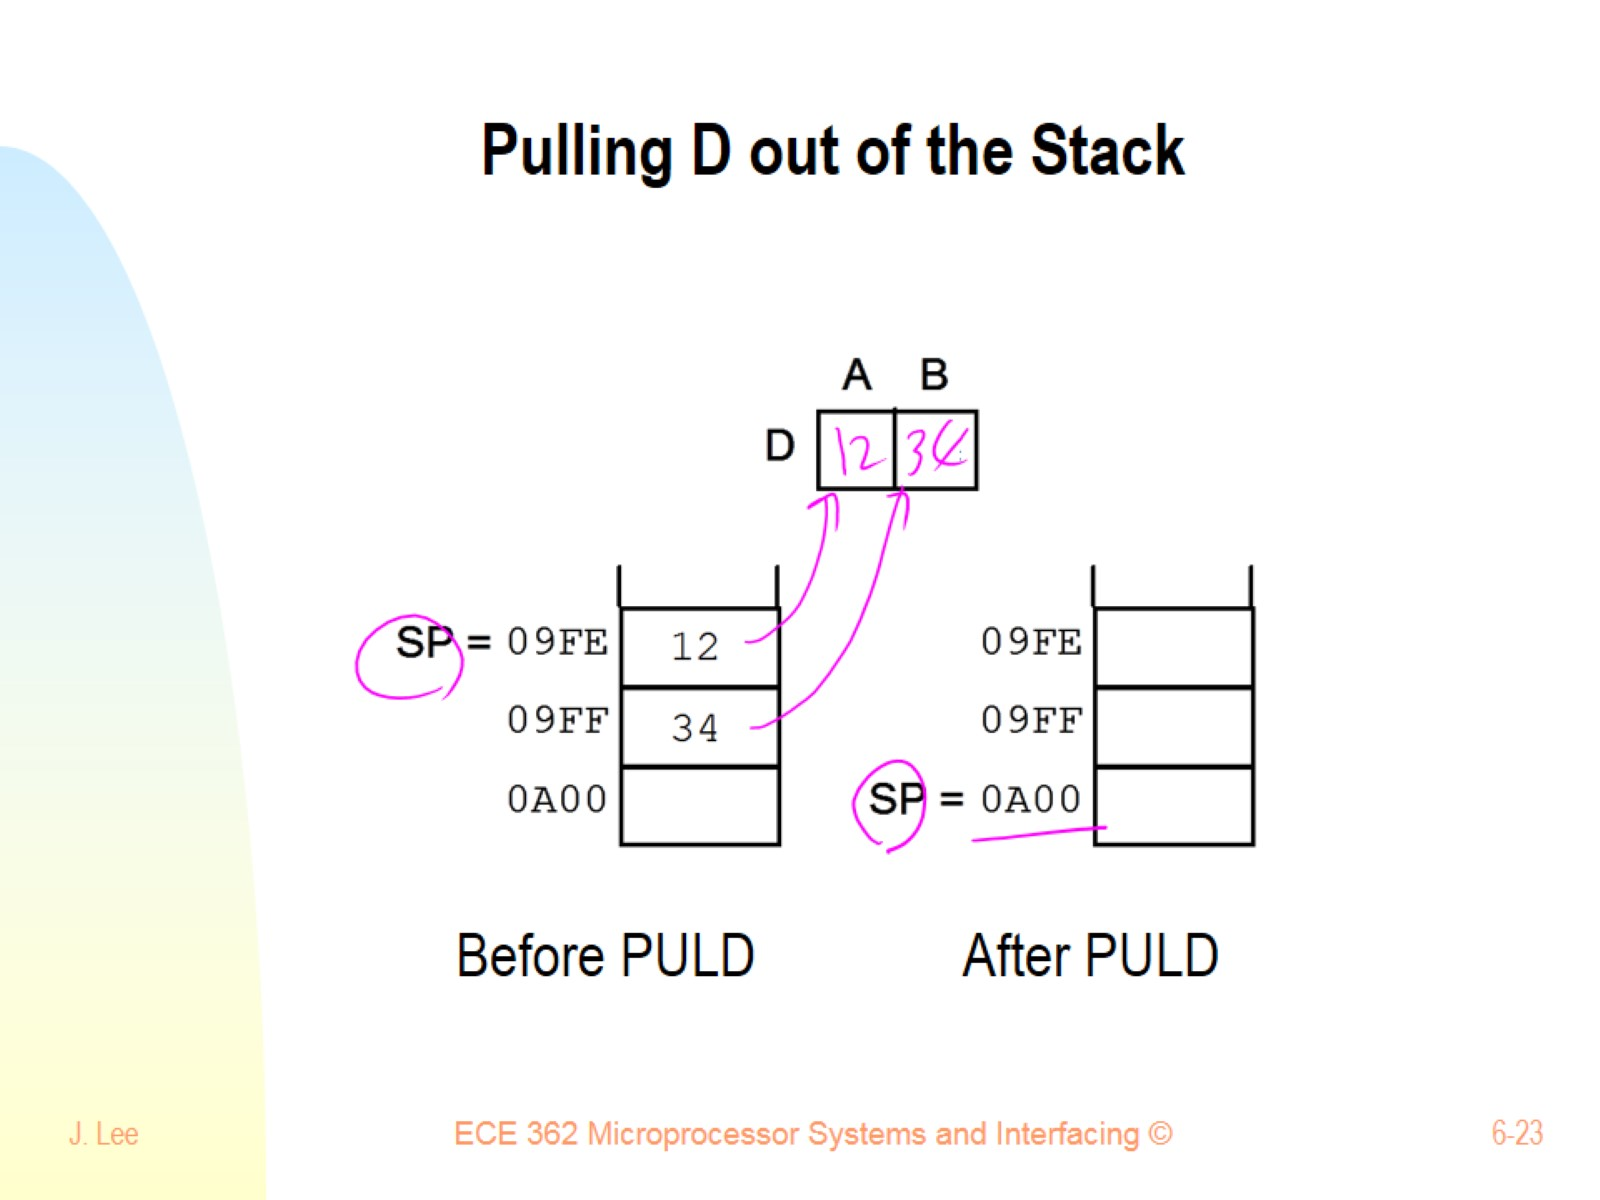 Pulling D out of the Stack
A B
D 12 34
SP = 09FE 12
09FF 34
0A00
09FE
09FF
SP = 0A00
Before PULD
After PULD
J. Lee
ECE 362 Microprocessor Systems and Interfacing ©
6-23